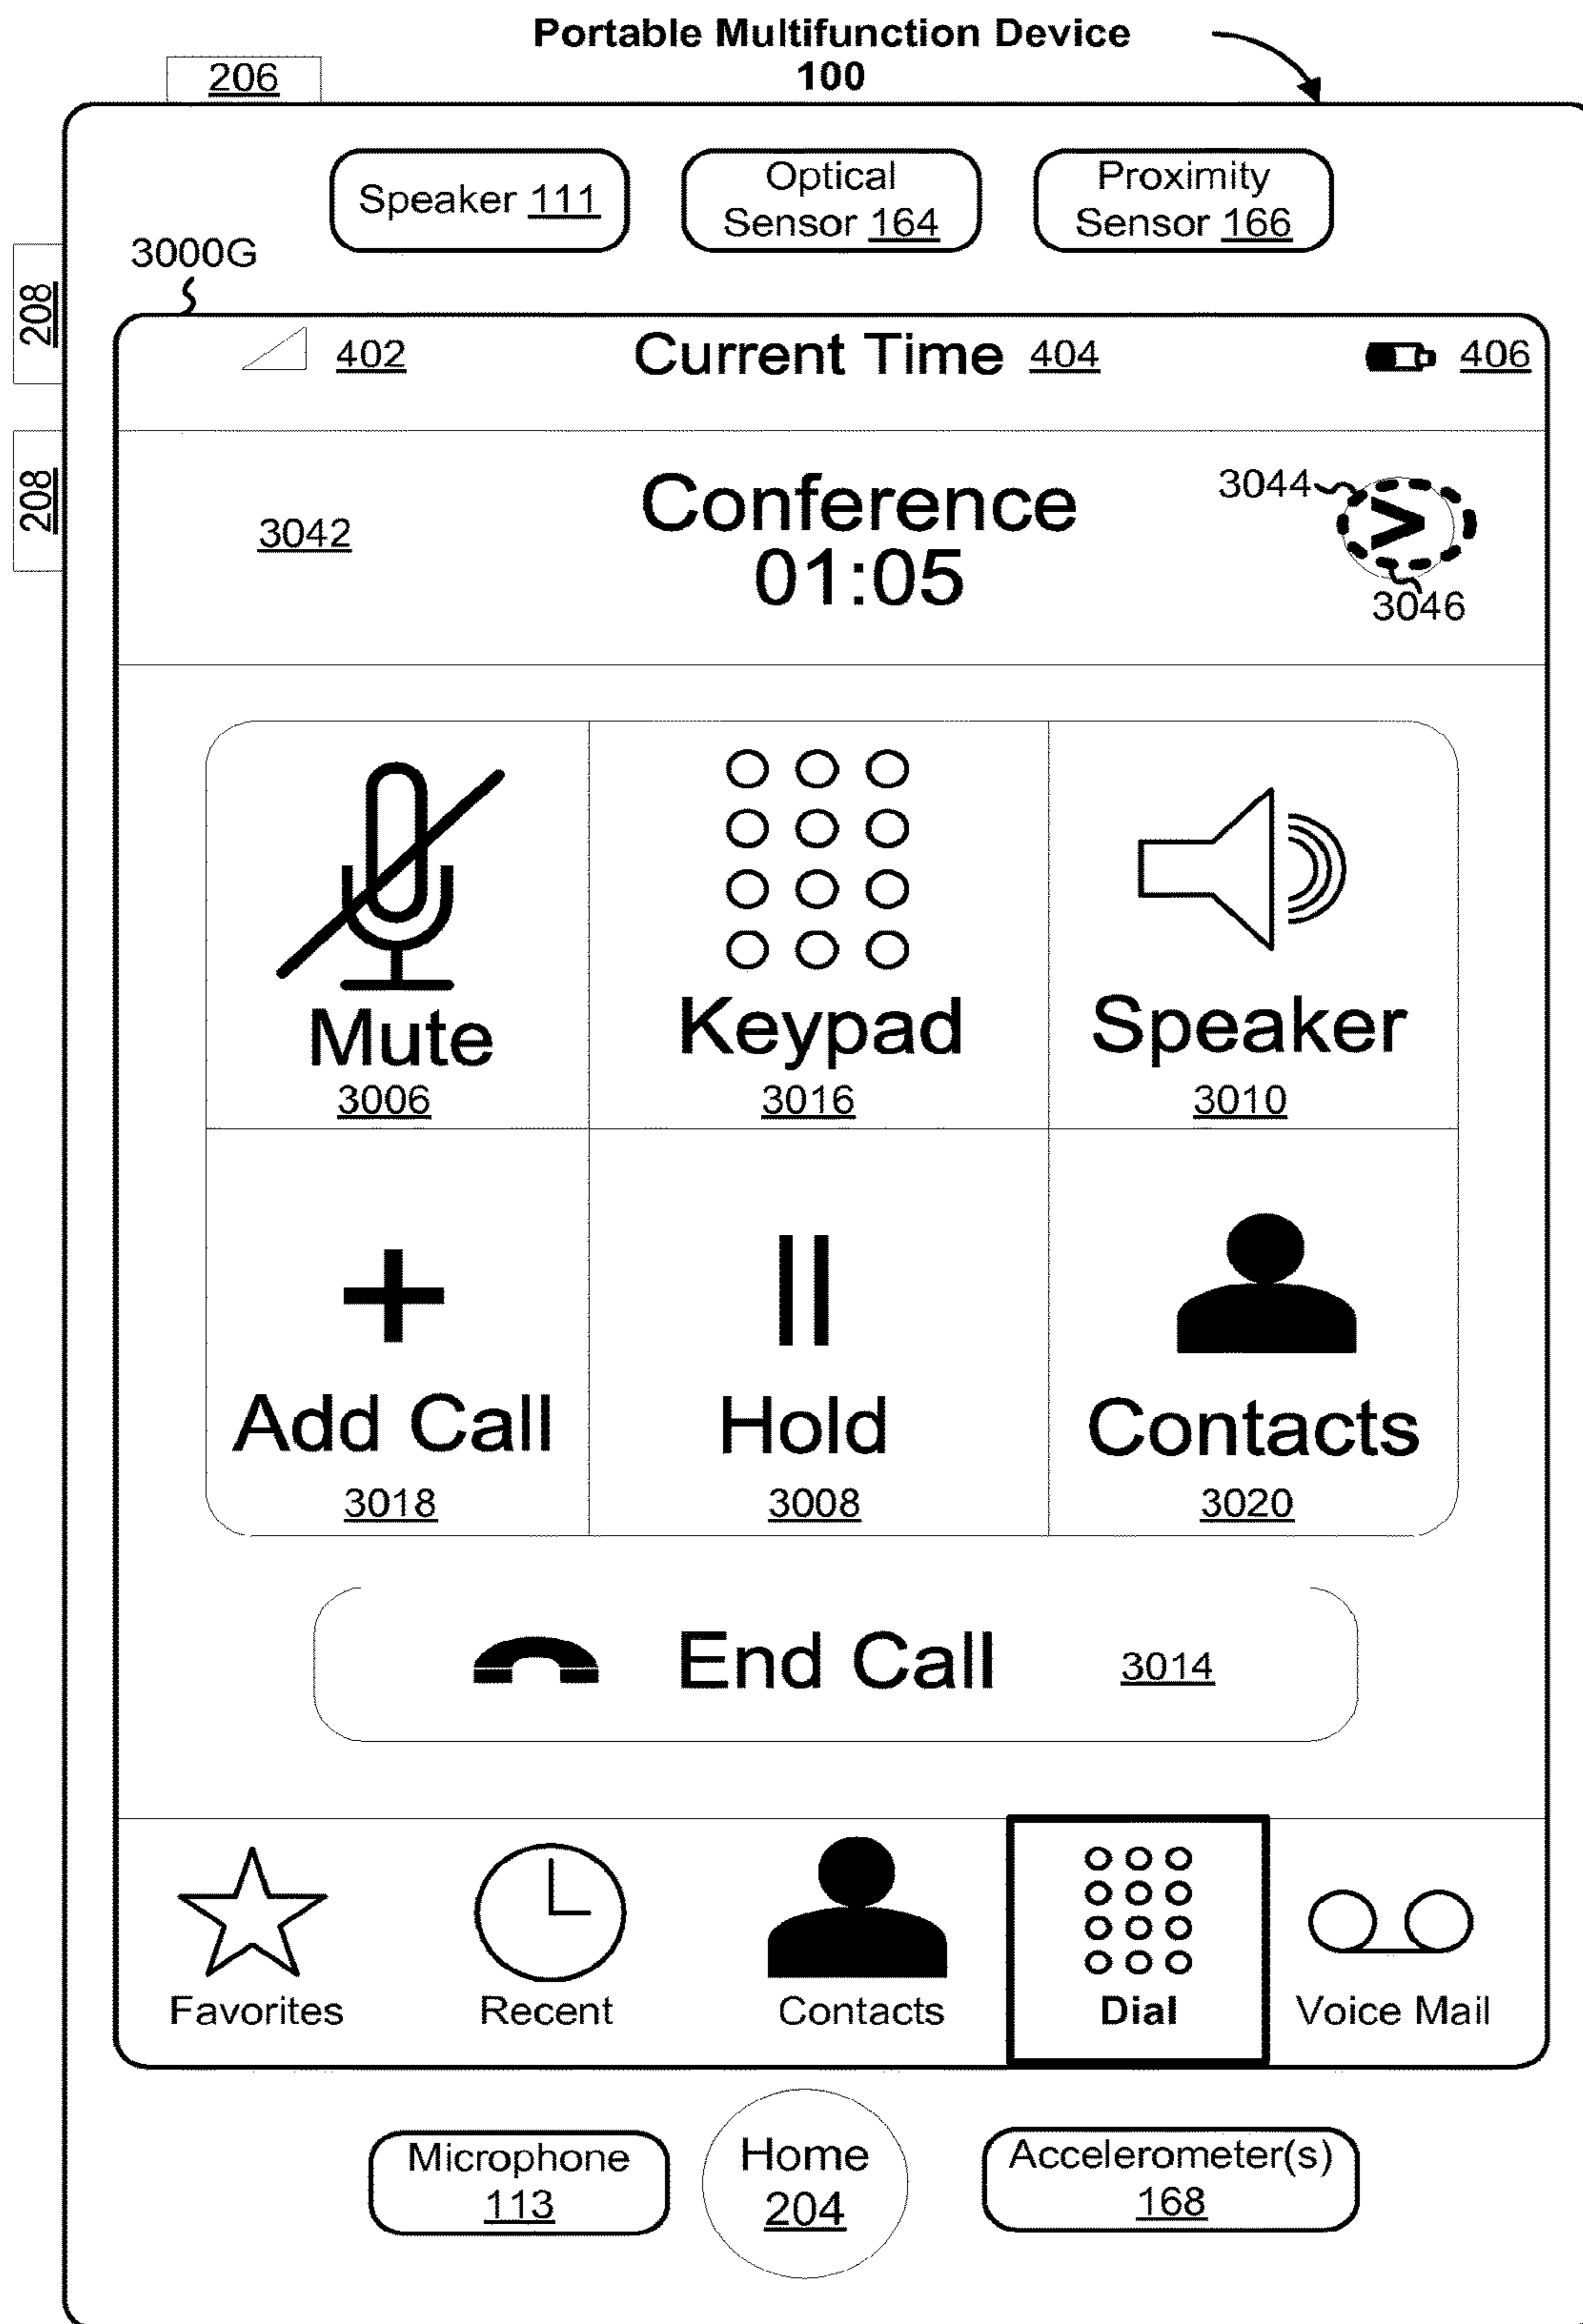 Portable Multifunction Device
100
206
Speaker 111
Optical
Sensor 164
Proximity
Sensor 166
3000G
208
208
402
Current Time 404
406
3042
Conference
01:05
3044
3046
Mute
3006
Keypad
3016
Speaker
3010
Add Call
3018
Hold
3008
Contacts
3020
End Call 3014
Favorites
Recent
Contacts
Dial
Voice Mail
Microphone
113
Home
204
Accelerometer(s)
168